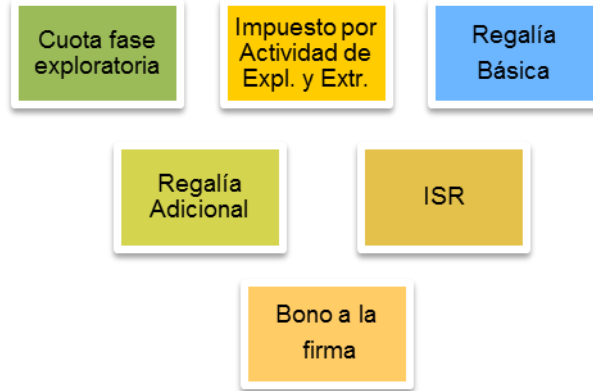 Cuota fase
exploratoria
Impuesto por
Actividad de
Expl. y Extr.
Regalía
Básica
Regalía
Adicional
ISR
Bono a la
firma